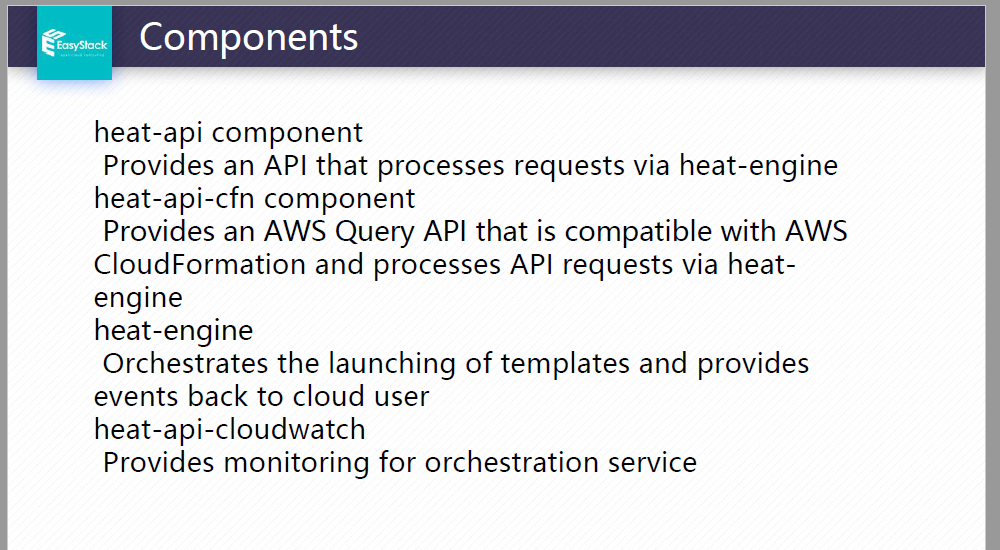 EasyStack
Components
heat-api component
Provides an API that processes requests via heat-engine
heat-api-cfn component
Provides an AWS Query API that is compatible with AWS
CloudFormation and processes API requests via heat-
engine
heat-engine
Orchestrates the launching of templates and provides
events back to cloud user
heat-api-cloudwatch
Provides monitoring for orchestration service